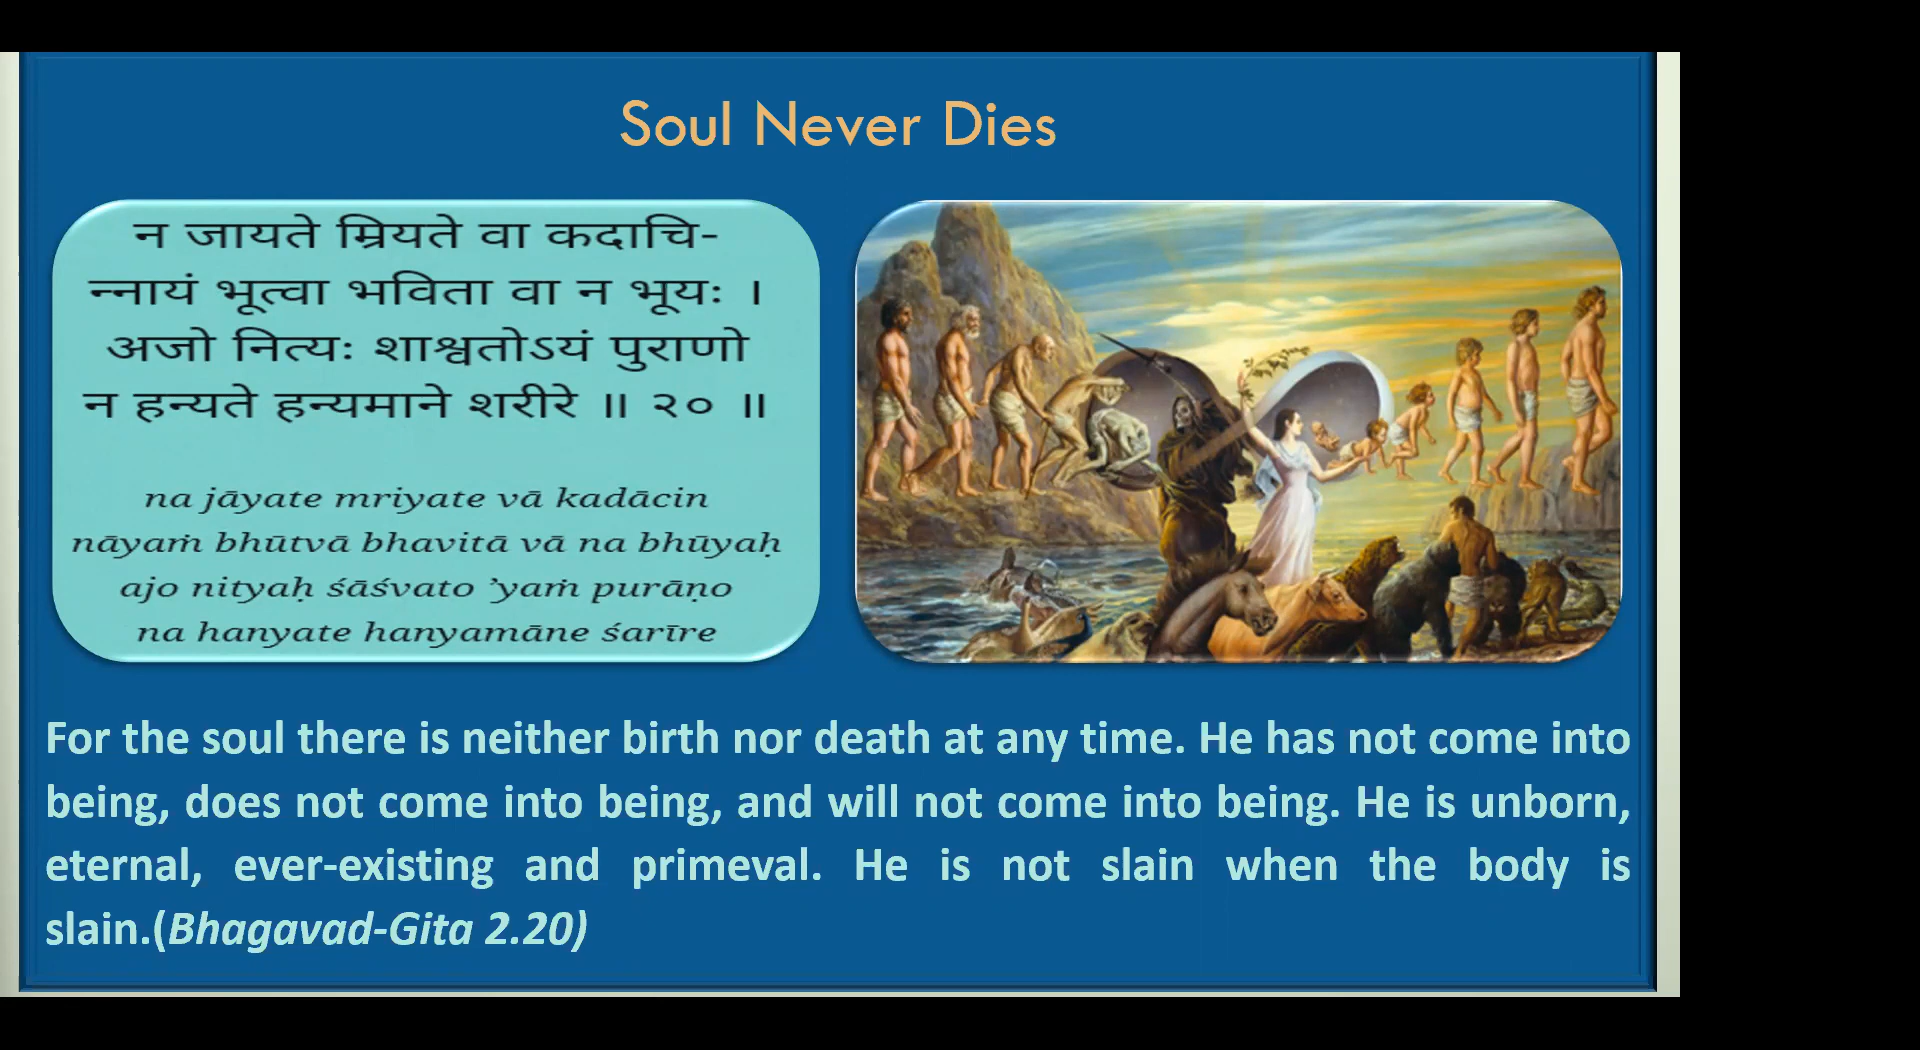 Soul Never Dies
न जायते म्रियते वा कदाचि-
न्नायं भूत्वा भविता वा न भूयः ।
अजो नित्यः शाश्वतोऽयं पुराणो
न हन्यते हन्यमाने शरीरे ॥ २० ॥
na jāyate mriyate vā kadācin
nāyaṁ bhūtvā bhavitā vā na bhūyaḥ
ajo nityaḥ śāśvato ’yaṁ purāṇo
na hanyate hanyamāne śarīre
For the soul there is neither birth nor death at any time. He has not come into
being, does not come into being, and will not come into being. He is unborn,
eternal, ever-existing and primeval. He is not slain when the body is
slain.(Bhagavad-Gita 2.20)